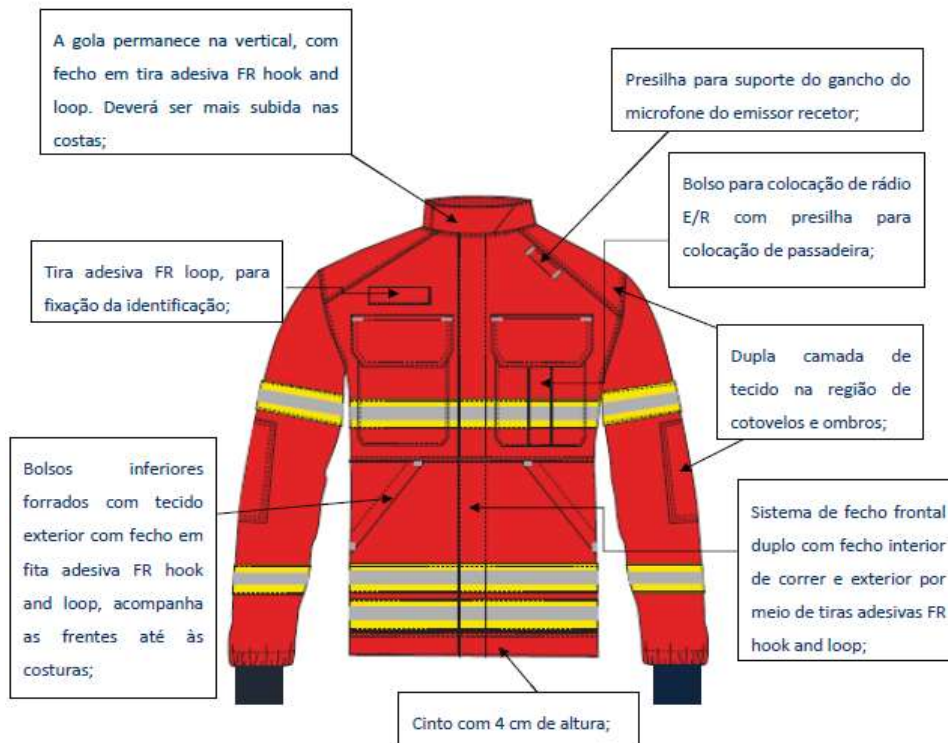 A gola permanece na vertical, com
fecho em tira adesiva FR hook and
loop. Deverá ser mais subida nas
costas;
Presilha para suporte do gancho do
microfone do emissor recetor;
Bolso para colocação de rádio
E/R com presilha para
colocação de passadeira;
Tira adesiva FR loop, para
fixação da identificação;
Dupla camada de
tecido na região de
cotovelos e ombros;
Bolsos inferiores
forrados com tecido
exterior com fecho em
fita adesiva FR hook
and loop, acompanha
as frentes até às
costuras;
Sistema de fecho frontal
duplo com fecho interior
de correr e exterior por
meio de tiras adesivas FR
hook and loop;
Cinto com 4 cm de altura;